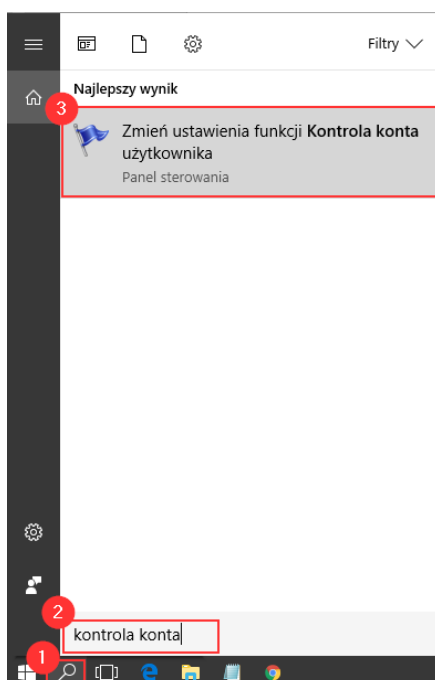 Filtry
Najlepszy wynik
3
Zmień ustawienia funkcji Kontrola konta
użytkownika
Panel sterowania
2
kontrola konta
1